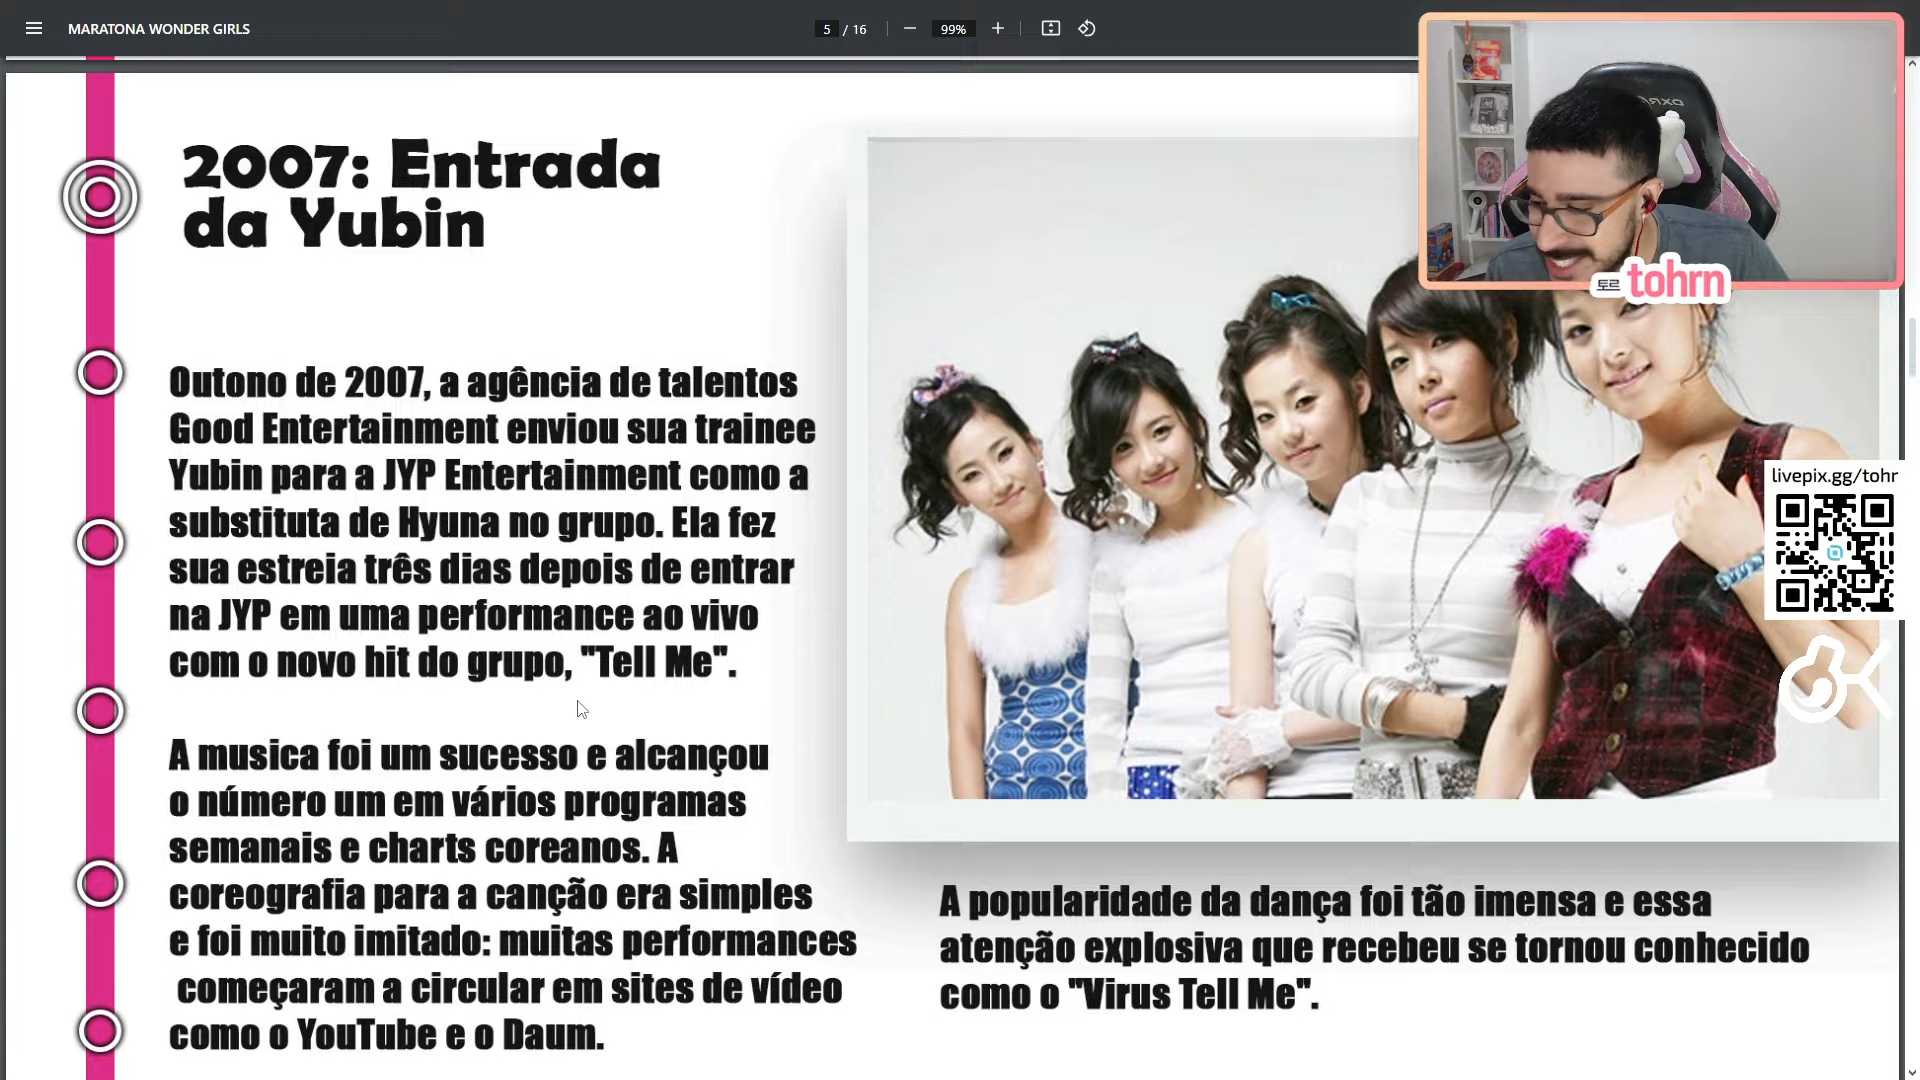 MARATONA WONDER GIRLS
5 / 16
99%
2007: Entrada
da Yubin
Outono de 2007, a agência de talentos
Good Entertainment enviou sua trainee
Yubin para a JYP Entertainment como a
substituta de Hyuna no grupo. Ela fez
sua estreia três dias depois de entrar
na JYP em uma performance ao vivo
com o novo hit do grupo, "Tell Me".
A musica foi um sucesso e alcançou
o número um em vários programas
semanais e charts coreanos. A
coreografia para a canção era simples
e foi muito imitado: muitas performances
começaram a circular em sites de vídeo
como o YouTube e o Daum.
A popularidade da dança foi tão imensa e essa
atenção explosiva que recebeu se tornou conhecido
como o "Virus Tell Me".
토르 tohrn
livepix.gg/tohr